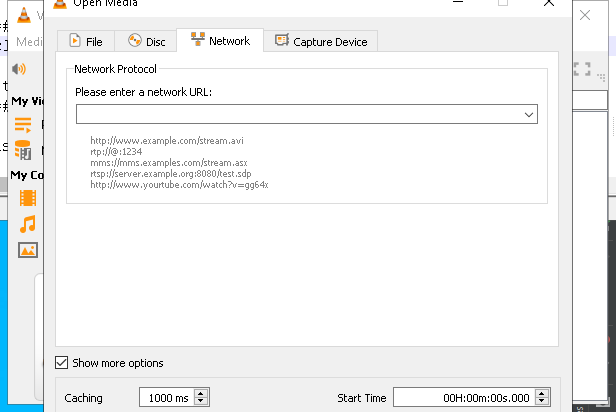 Open Media
Medi
File
Disc
Network
Capture Device
Network Protocol
Please enter a network URL:
http://www.example.com/stream.avi
rtp://@:1234
mms://mms.examples.com/stream.asx
rtsp://server.example.org:8080/test.sdp
http://www.yourtube.com/watch?v=gg64x
My Vi
My Co
Show more options
Caching
1000 ms
Start Time
00H:00m:00s.000